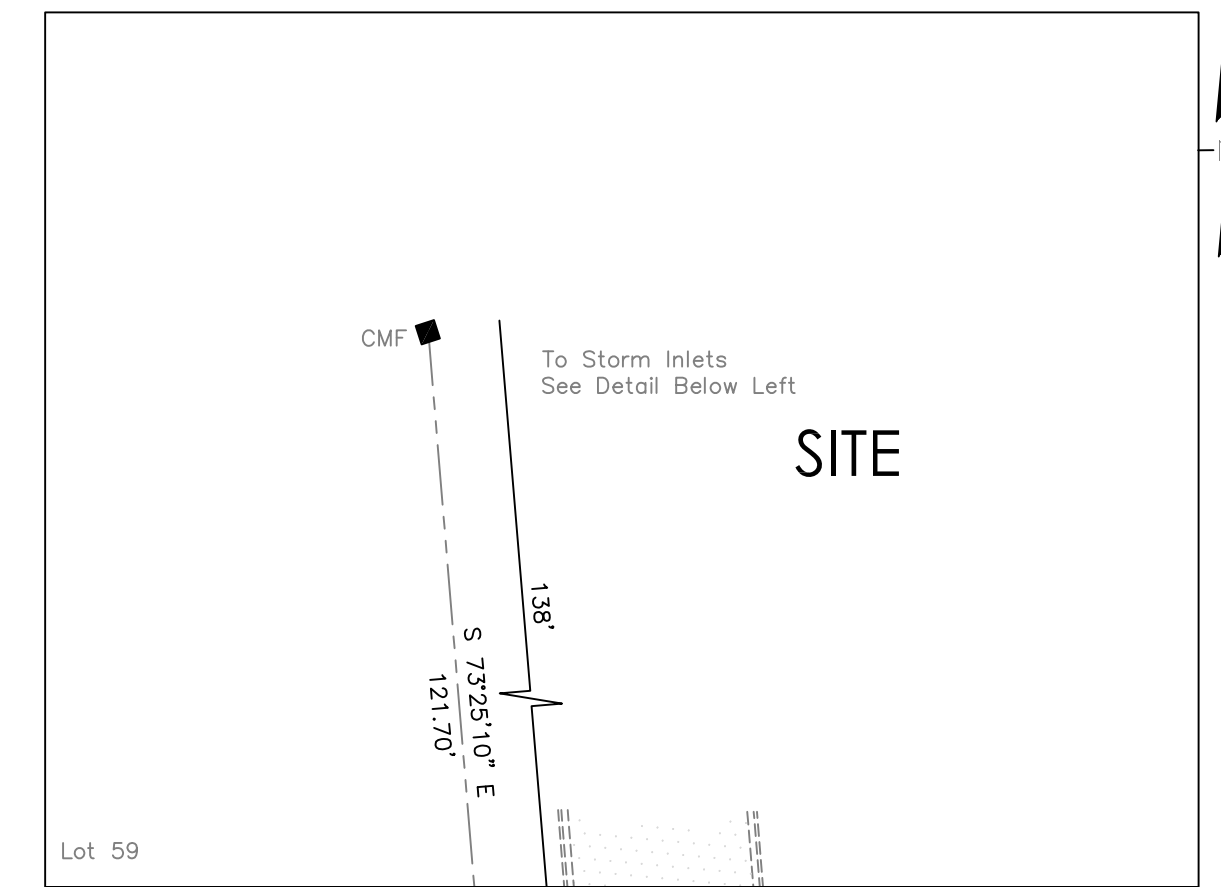 CMF
To Storm Inlets
See Detail Below Left
SITE
138'
S 73°25'10" E
121.70'
Lot 59